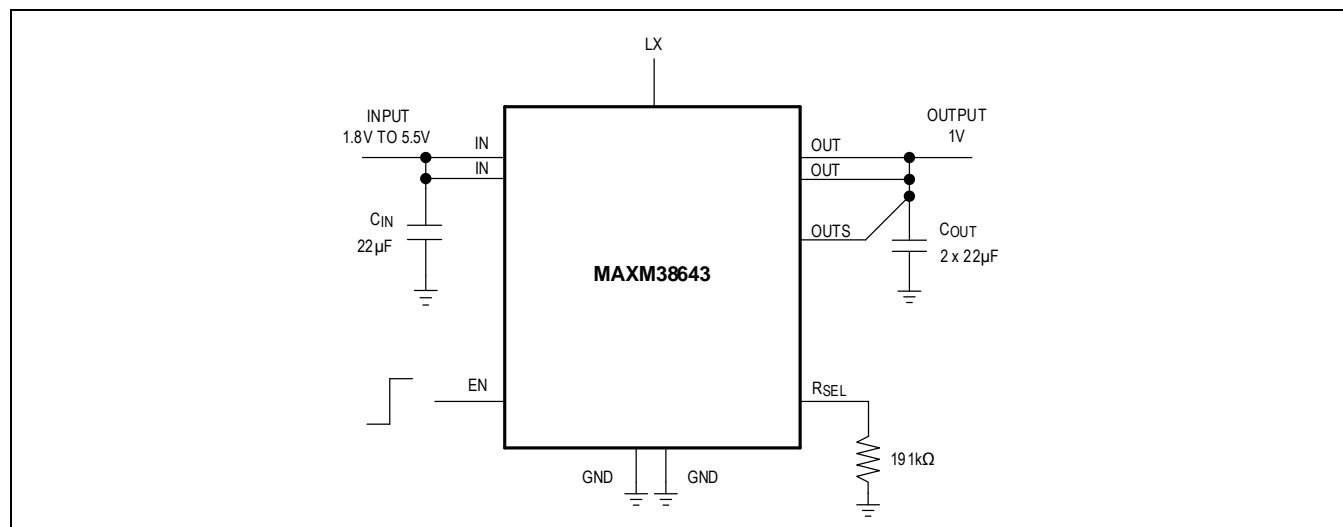 LX
INPUT
1.8V TO 5.5V
IN
IN
OUTPUT
1V
OUT
OUT
OUTS
CIN
22µF
COUT
2 x 22µF
MAXM38643
EN
RSEL
191kΩ
GND
GND